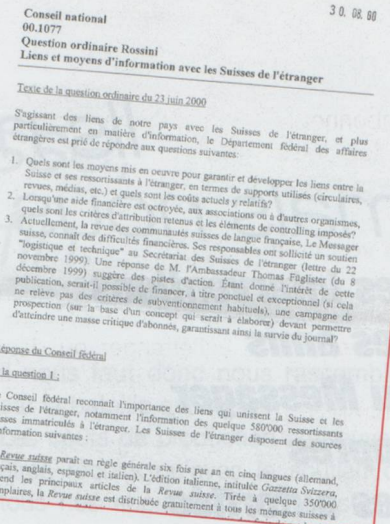 30. 08. 00
Conseil national
00.1077
Question ordinaire Rossini
Liens et moyens d'information avec les Suisses de l'étranger
Texte de la question ordinaire du 23 juin 2000
S'agissant des liens de notre pays avec les Suisses de l'étranger, et plus
particulièrement en matière d'information, le Département fédéral des affaires
étrangères est prié de répondre aux questions suivantes
1. Quels sont les moyens mis en oeuvre pour garantir et développer les liens entre la
Suisse et ses ressortissants à l'étranger, en termes de supports utilisés (circulaires,
revues, médias, etc.) et quels sont les coûts actuels y relatifs?
2. Lorsqu'une aide financière est octroyée, aux associations ou à d'autres organismes,
quels sont les critères d'attribution retenus et les éléments de controlling imposés?
3. Actuellement, la revue des communautés suisses de langue française, Le Messager
suisse, connaît des difficultés financières. Ses responsables ont sollicité un soutien
"logistique et technique" au Secrétariat des Suisses de l'étranger (lettre du 22
novembre 1999). Une réponse de M. l'Ambassadeur Thomas Füglister (du 8
décembre 1999) suggère des pistes d'action. Étant donné l'intérêt de cette
publication, serait-il possible de financer, à titre ponctuel et exceptionnel (si cela
ne relève pas des critères de subventionnement habituels), une campagne de
prospection (sur la base d'un concept qui serait à élaborer) devant permettre
d'atteindre une masse critique d'abonnés, garantissant ainsi la survie du journal?
éponse du Conseil fédéral
la question 1 :
Conseil fédéral reconnaît l'importance des liens qui unissent la Suisse et les
isses de l'étranger, notamment l'information des quelque 580'000 ressortissants
sses immatriculés à l'étranger. Les Suisses de l'étranger disposent des sources
formation suivantes :
Revue suisse paraît en règle générale six fois par an en cinq langues (allemand,
çais, anglais, espagnol et italien). L'édition italienne, intitulée Gazzetta Svizzera,
end les principaux articles de la Revue suisse. Tirée à quelque 350'000
mplaires, la Revue suisse est distribuée gratuitement à tous les ménages suisses à